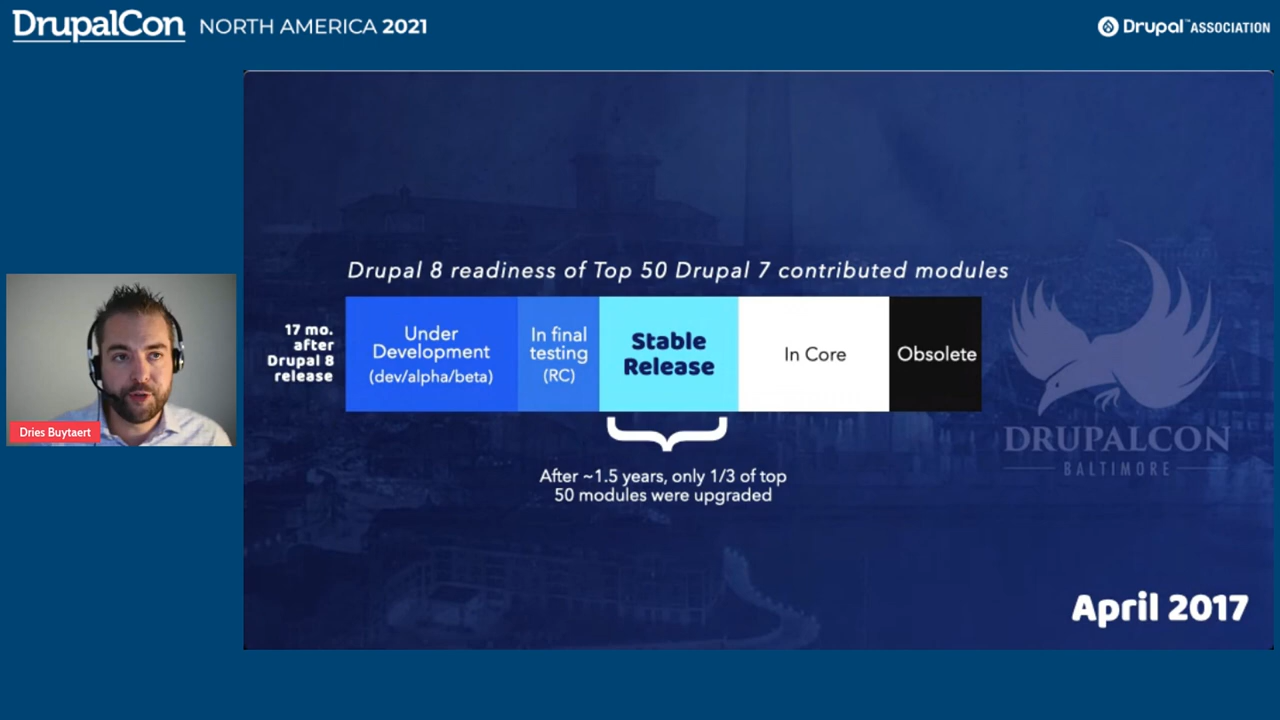 DrupalCon NORTH AMERICA 2021
Drupal™ ASSOCIATION
Drupal 8 readiness of Top 50 Drupal 7 contributed modules
17 mo.
after
Drupal 8
release
Under
Development
(dev/alpha/beta)
In final
testing
(RC)
Stable
Release
In Core
Obsolete
After ~1.5 years, only 1/3 of top
50 modules were upgraded
DRUPALCON
BALTIMORE
Dries Buytaert
April 2017